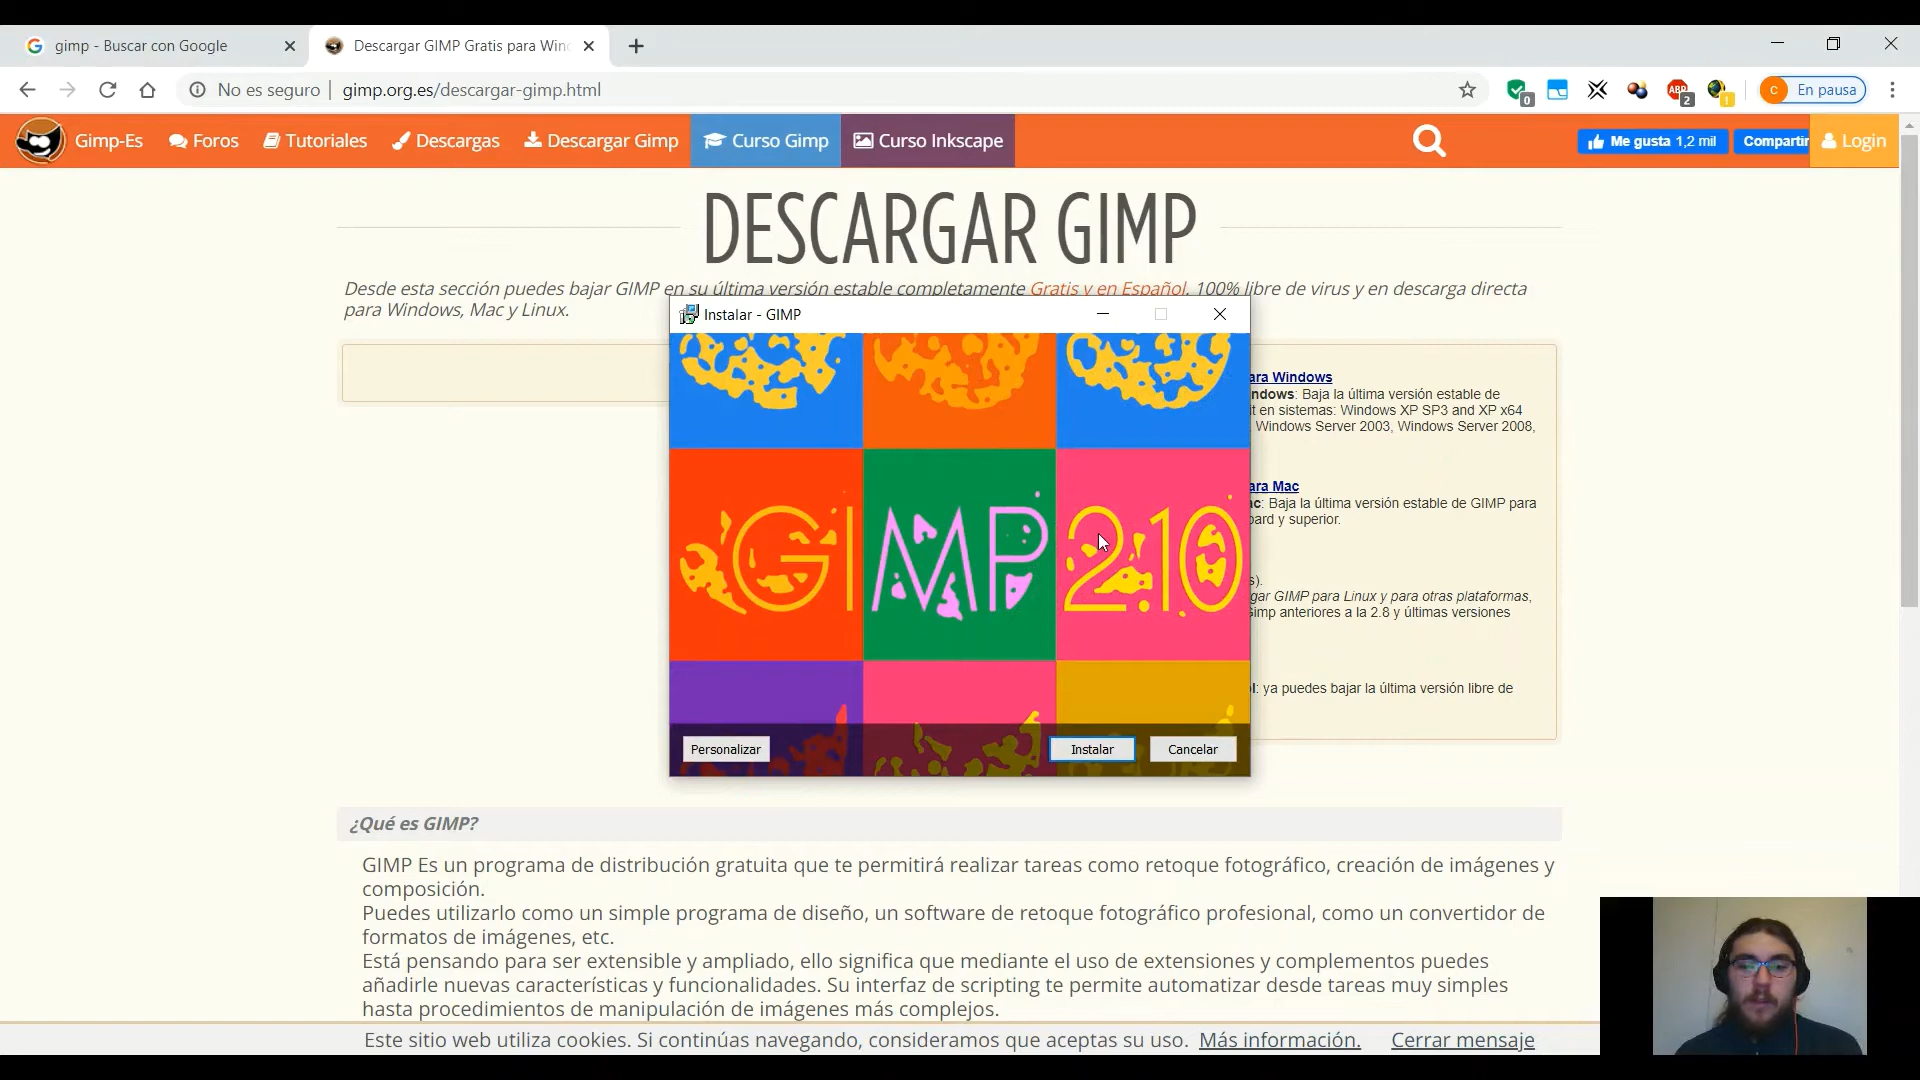 gimp - Buscar con Google
Descargar GIMP Gratis para Win
No es seguro | gimp.org.es/descargar-gimp.html
0
ABP
2
1
C
En pausa
Gimp-Es
Foros
Tutoriales
Descargas
Descargar Gimp
Curso Gimp
Curso Inkscape
Me gusta 1,2 mil
Compartir
Login
DESCARGAR GIMP
Desde esta sección puedes bajar GIMP en su última versión estable completamente Gratis y en Español, 100% libre de virus y en descarga directa
para Windows, Mac y Linux.
Instalar - GIMP
GIMP 2.10
Personalizar
Instalar
Cancelar
ara Windows
ndows: Baja la última versión estable de
it en sistemas: Windows XP SP3 and XP x64
Windows Server 2003, Windows Server 2008,
ara Mac
ac: Baja la última versión estable de GIMP para
pard y superior.
s).
gar GIMP para Linux y para otras plataformas,
imp anteriores a la 2.8 y últimas versiones
l: ya puedes bajar la última versión libre de
¿Qué es GIMP?
GIMP Es un programa de distribución gratuita que te permitirá realizar tareas como retoque fotográfico, creación de imágenes y
composición.
Puedes utilizarlo como un simple programa de diseño, un software de retoque fotográfico profesional, como un convertidor de
formatos de imágenes, etc.
Está pensando para ser extensible y ampliado, ello significa que mediante el uso de extensiones y complementos puedes
añadirle nuevas características y funcionalidades. Su interfaz de scripting te permite automatizar desde tareas muy simples
hasta procedimientos de manipulación de imágenes más complejos.
Este sitio web utiliza cookies. Si continúas navegando, consideramos que aceptas su uso. Más información. Cerrar mensaje